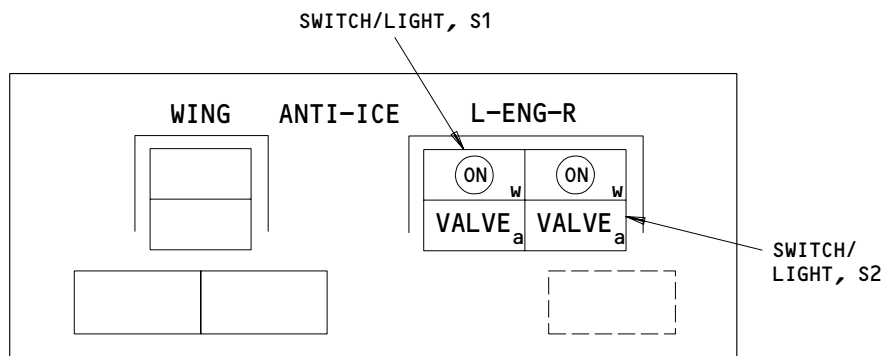 SWITCH/LIGHT, S1
WING ANTI-ICE L-ENG-R
ON w ON w
VALVE a VALVE a
SWITCH/
LIGHT, S2